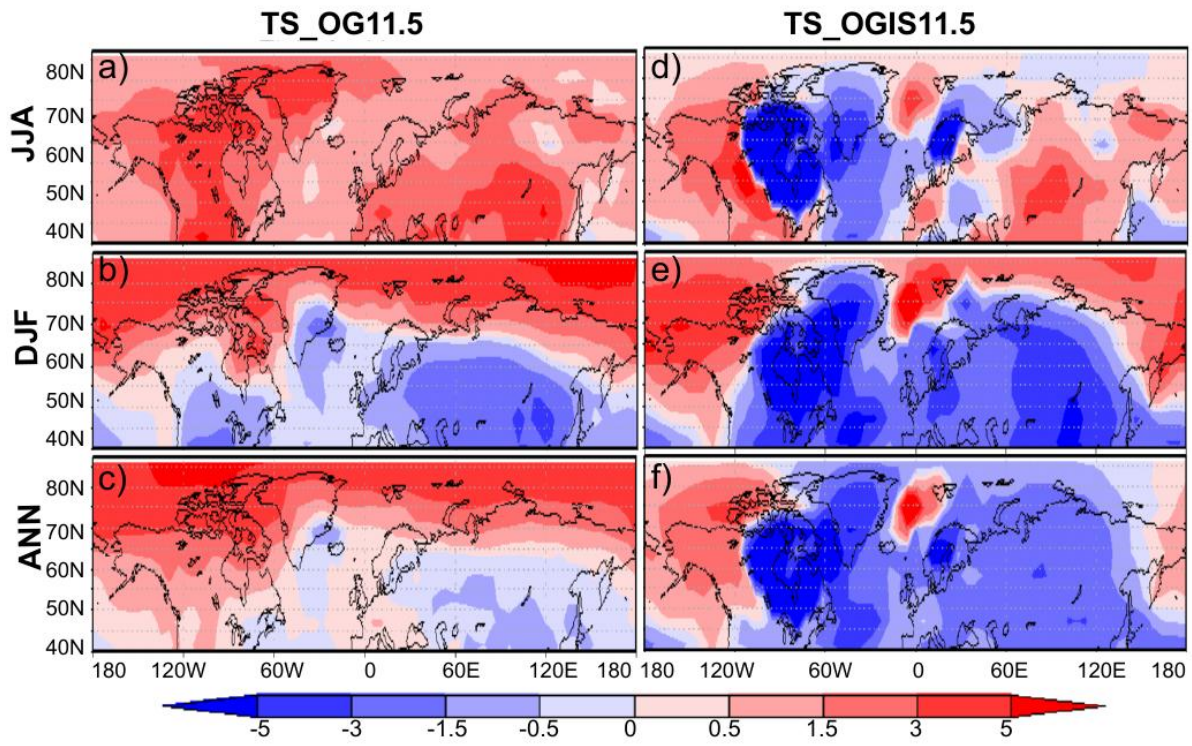 TS_OG11.5 TS_OGIS11.5
JJA
a)
80N
70N
60N
50N
40N
d)
DJF
b)
80N
70N
60N
50N
40N
e)
ANN
c)
80N
70N
60N
50N
40N
f)
180 120W 60W 0 60E 120E 180 120W 60W 0 60E 120E 180
-5 -3 -1.5 -0.5 0 0.5 1.5 3 5